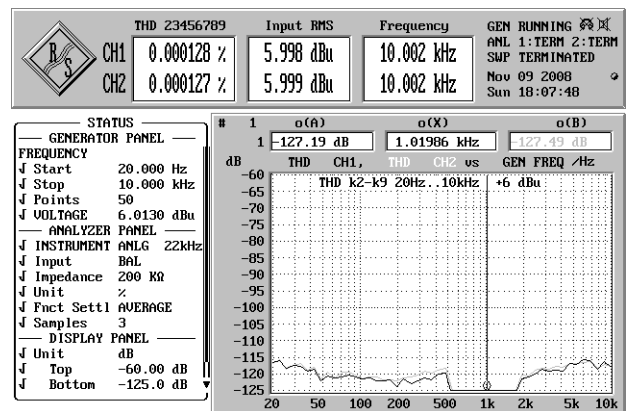 THD 23456789 Input RMS Frequency
R S
CH1 0.000128 % 5.998 dBu 10.002 kHz
CH2 0.000127 % 5.999 dBu 10.002 kHz
GEN RUNNING
ANL 1:TERM 2:TERM
SWP TERMINATED
Nov 09 2008
Sun 18:07:48
STATUS
GENERATOR PANEL
FREQUENCY
Start 20.000 Hz
Stop 10.000 kHz
Points 50
VOLTAGE 6.0130 dBu
ANALYZER PANEL
INSTRUMENT ANLG 22kHz
Input BAL
Impedance 200 KΩ
Unit %
Fnct Settl AVERAGE
Samples 3
DISPLAY PANEL
Unit dB
Top -60.00 dB
Bottom -125.0 dB
# 1 o(A) o(X) o(B)
1 -127.19 dB 1.01986 kHz -127.49 dB
dB THD CH1, THD CH2 vs GEN FREQ /Hz
THD k2-k9 20Hz..10kHz +6 dBu
-60
-65
-70
-75
-80
-85
-90
-95
-100
-105
-110
-115
-120
-125
20 50 100 200 500 1k 2k 5k 10k